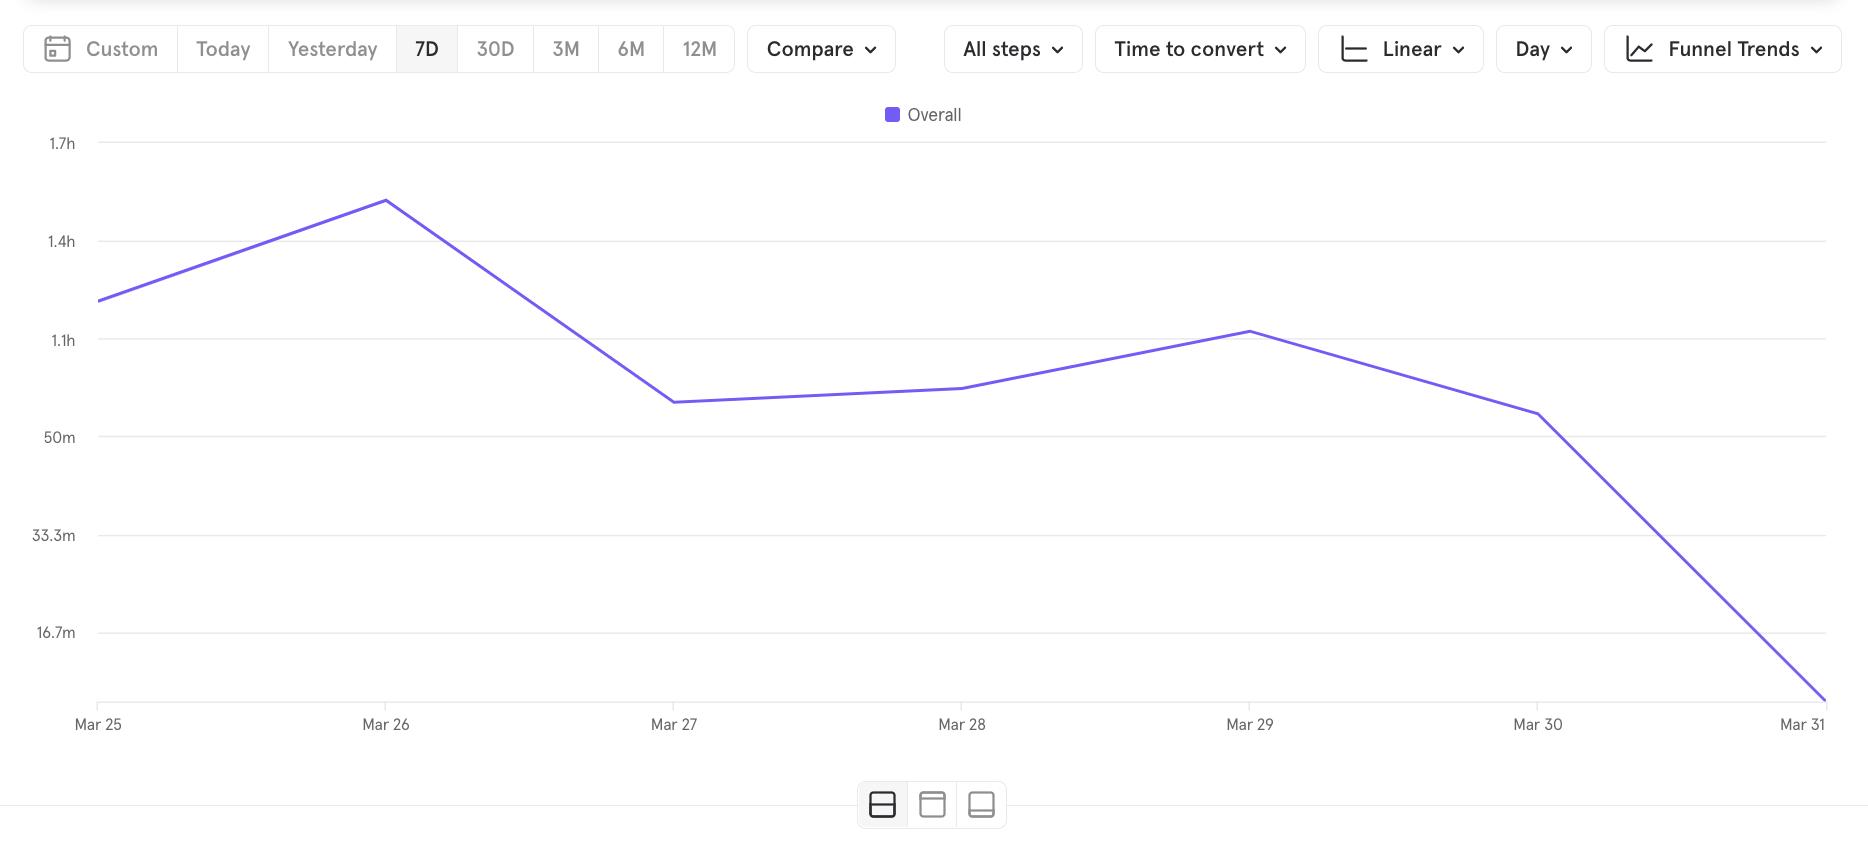 Custom Today Yesterday 7D 30D 3M 6M 12M Compare All steps Time to convert Linear Day Funnel Trends
Overall
1.7h
1.4h
1.1h
50m
33.3m
16.7m
Mar 25 Mar 26 Mar 27 Mar 28 Mar 29 Mar 30 Mar 31